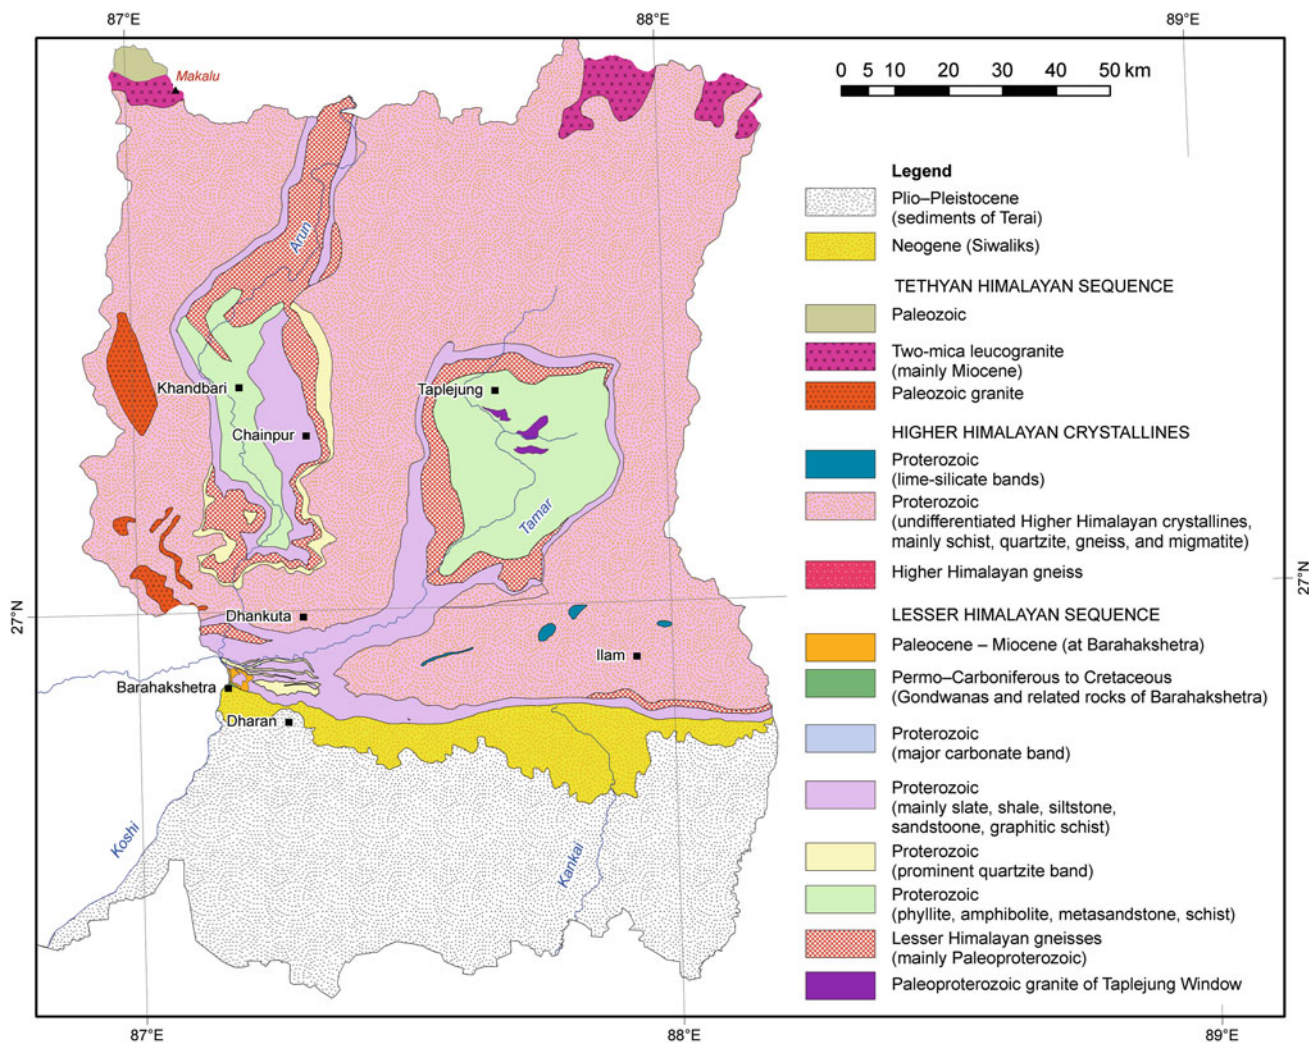 87°E
88°E
89°E
Makalu
0 5 10 20 30 40 50 km
Legend
Plio–Pleistocene
(sediments of Terai)
Neogene (Siwaliks)
TETHYAN HIMALAYAN SEQUENCE
Paleozoic
Two-mica leucogranite
(mainly Miocene)
Paleozoic granite
HIGHER HIMALAYAN CRYSTALLINES
Proterozoic
(lime-silicate bands)
Proterozoic
(undifferentiated Higher Himalayan crystallines,
mainly schist, quartzite, gneiss, and migmatite)
Higher Himalayan gneiss
LESSER HIMALAYAN SEQUENCE
Paleocene – Miocene (at Barahakshetra)
Permo–Carboniferous to Cretaceous
(Gondwanas and related rocks of Barahakshetra)
Proterozoic
(major carbonate band)
Proterozoic
(mainly slate, shale, siltstone,
sandstoone, graphitic schist)
Proterozoic
(prominent quartzite band)
Proterozoic
(phyllite, amphibolite, metasandstone, schist)
Lesser Himalayan gneisses
(mainly Paleoproterozoic)
Paleoproterozoic granite of Taplejung Window
Arun
Khandbari
Taplejung
Chainpur
Tamar
27°N
27°N
Dhankuta
Ilam
Barahakshetra
Dharan
Koshi
Kankai
87°E
88°E
89°E